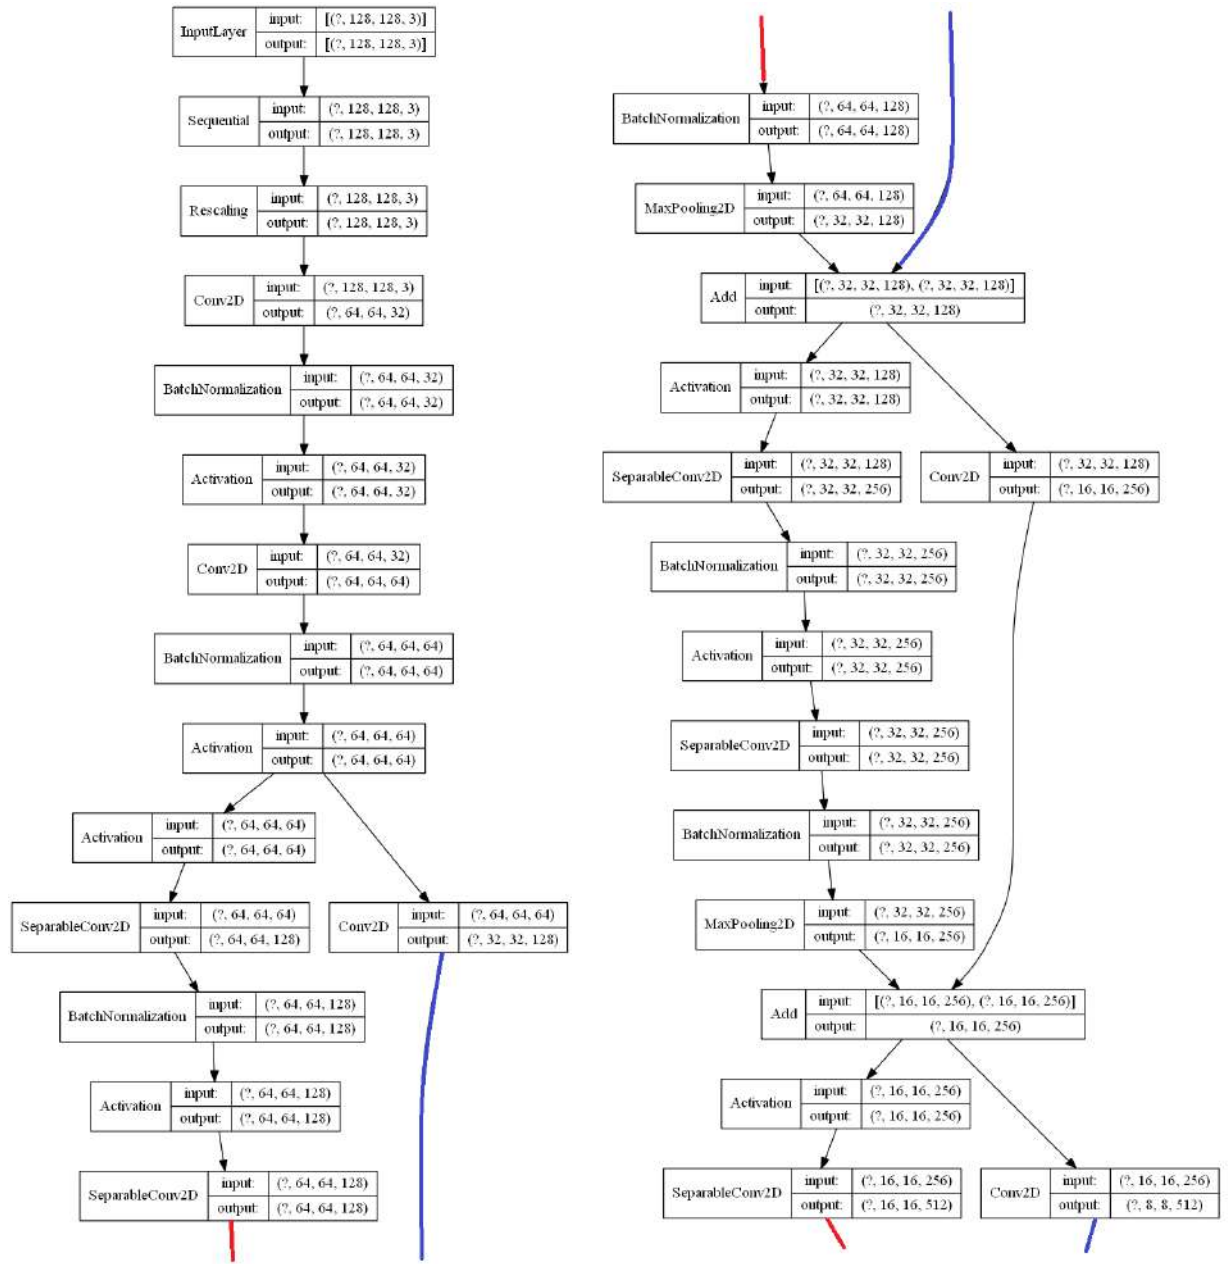 InputLayer input: [(?, 128, 128, 3)]
output: [(?, 128, 128, 3)]
Sequential input: (?, 128, 128, 3)
output: (?, 128, 128, 3)
Rescaling input: (?, 128, 128, 3)
output: (?, 128, 128, 3)
Conv2D input: (?, 128, 128, 3)
output: (?, 64, 64, 32)
BatchNormalization input: (?, 64, 64, 32)
output: (?, 64, 64, 32)
Activation input: (?, 64, 64, 32)
output: (?, 64, 64, 32)
Conv2D input: (?, 64, 64, 32)
output: (?, 64, 64, 64)
BatchNormalization input: (?, 64, 64, 64)
output: (?, 64, 64, 64)
Activation input: (?, 64, 64, 64)
output: (?, 64, 64, 64)
Activation input: (?, 64, 64, 64)
output: (?, 64, 64, 64)
SeparableConv2D input: (?, 64, 64, 64)
output: (?, 64, 64, 128)
Conv2D input: (?, 64, 64, 64)
output: (?, 32, 32, 128)
BatchNormalization input: (?, 64, 64, 128)
output: (?, 64, 64, 128)
Activation input: (?, 64, 64, 128)
output: (?, 64, 64, 128)
SeparableConv2D input: (?, 64, 64, 128)
output: (?, 64, 64, 128)
BatchNormalization input: (?, 64, 64, 128)
output: (?, 64, 64, 128)
MaxPooling2D input: (?, 64, 64, 128)
output: (?, 32, 32, 128)
Add input: [(?, 32, 32, 128), (?, 32, 32, 128)]
output: (?, 32, 32, 128)
Activation input: (?, 32, 32, 128)
output: (?, 32, 32, 128)
SeparableConv2D input: (?, 32, 32, 128)
output: (?, 32, 32, 256)
Conv2D input: (?, 32, 32, 128)
output: (?, 16, 16, 256)
BatchNormalization input: (?, 32, 32, 256)
output: (?, 32, 32, 256)
Activation input: (?, 32, 32, 256)
output: (?, 32, 32, 256)
SeparableConv2D input: (?, 32, 32, 256)
output: (?, 32, 32, 256)
BatchNormalization input: (?, 32, 32, 256)
output: (?, 32, 32, 256)
MaxPooling2D input: (?, 32, 32, 256)
output: (?, 16, 16, 256)
Add input: [(?, 16, 16, 256), (?, 16, 16, 256)]
output: (?, 16, 16, 256)
Activation input: (?, 16, 16, 256)
output: (?, 16, 16, 256)
SeparableConv2D input: (?, 16, 16, 256)
output: (?, 16, 16, 512)
Conv2D input: (?, 16, 16, 256)
output: (?, 8, 8, 512)